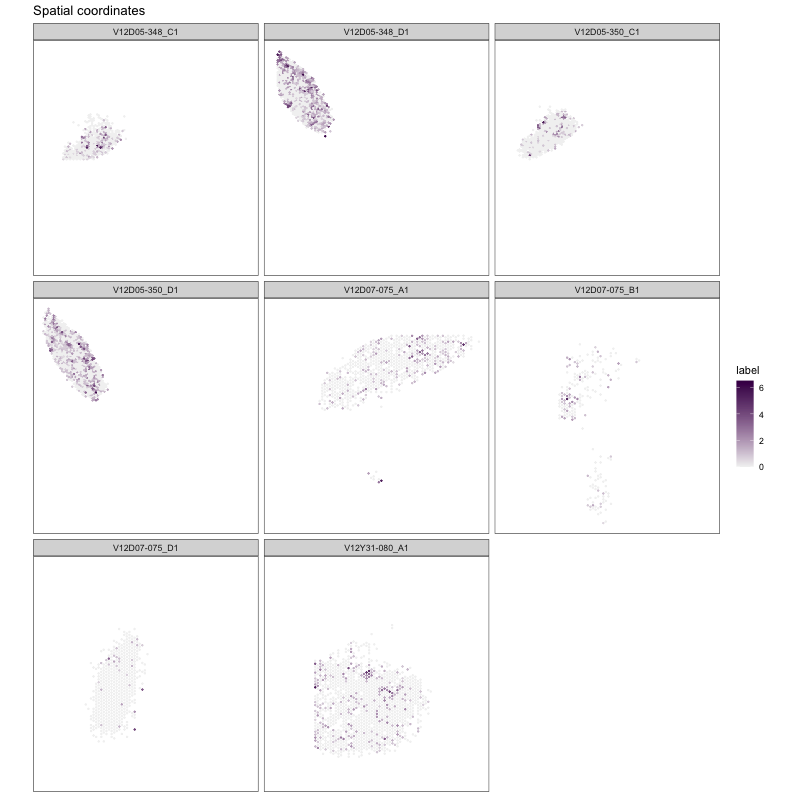 Spatial coordinates
V12D05-348_C1
V12D05-348_D1
V12D05-350_C1
V12D05-350_D1
V12D07-075_A1
V12D07-075_B1
label
6
4
2
0
V12D07-075_D1
V12Y31-080_A1